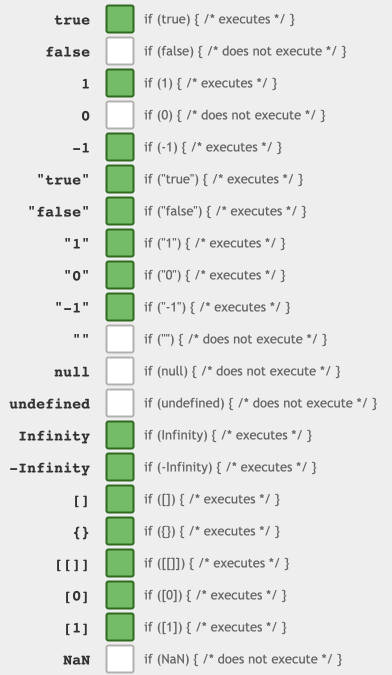 true if (true) { /* executes */ }
false if (false) { /* does not execute */ }
1 if (1) { /* executes */ }
0 if (0) { /* does not execute */ }
-1 if (-1) { /* executes */ }
"true" if ("true") { /* executes */ }
"false" if ("false") { /* executes */ }
"1" if ("1") { /* executes */ }
"0" if ("0") { /* executes */ }
"-1" if ("-1") { /* executes */ }
"" if ("") { /* does not execute */ }
null if (null) { /* does not execute */ }
undefined if (undefined) { /* does not execute */ }
Infinity if (Infinity) { /* executes */ }
-Infinity if (-Infinity) { /* executes */ }
[] if ([]) { /* executes */ }
{} if ({}) { /* executes */ }
[[]] if ([[]]) { /* executes */ }
[0] if ([0]) { /* executes */ }
[1] if ([1]) { /* executes */ }
NaN if (NaN) { /* does not execute */ }